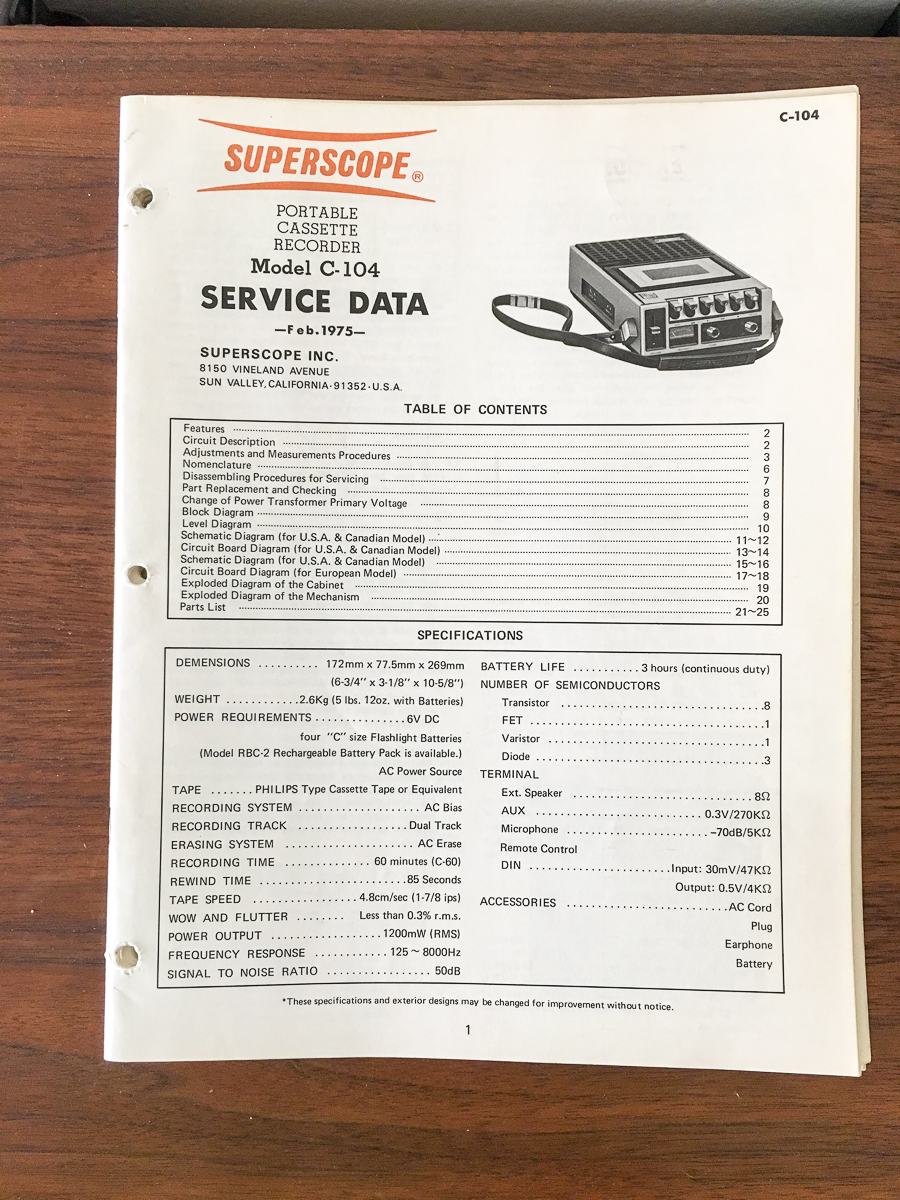 C-104
SUPERSCOPE®
PORTABLE
CASSETTE
RECORDER
Model C-104
SERVICE DATA
—Feb.1975—
SUPERSCOPE INC.
8150 VINELAND AVENUE
SUN VALLEY, CALIFORNIA·91352·U.S.A.
TABLE OF CONTENTS
Features ........ 2
Circuit Description ........ 2
Adjustments and Measurements Procedures ........ 3
Nomenclature ........ 6
Disassembling Procedures for Servicing ........ 7
Part Replacement and Checking ........ 8
Change of Power Transformer Primary Voltage ........ 8
Block Diagram ........ 9
Level Diagram ........ 10
Schematic Diagram (for U.S.A. & Canadian Model) ........ 11~12
Circuit Board Diagram (for U.S.A. & Canadian Model) ........ 13~14
Schematic Diagram (for U.S.A. & Canadian Model) ........ 15~16
Circuit Board Diagram (for European Model) ........ 17~18
Exploded Diagram of the Cabinet ........ 19
Exploded Diagram of the Mechanism ........ 20
Parts List ........ 21~25
SPECIFICATIONS
DEMENSIONS .......... 172mm x 77.5mm x 269mm
(6-3/4" x 3-1/8" x 10-5/8")
WEIGHT ............ 2.6Kg (5 lbs. 12oz. with Batteries)
POWER REQUIREMENTS ............... 6V DC
four "C" size Flashlight Batteries
(Model RBC-2 Rechargeable Battery Pack is available.)
AC Power Source
TAPE ....... PHILIPS Type Cassette Tape or Equivalent
RECORDING SYSTEM .................... AC Bias
RECORDING TRACK .................. Dual Track
ERASING SYSTEM ..................... AC Erase
RECORDING TIME .............. 60 minutes (C-60)
REWIND TIME ........................ 85 Seconds
TAPE SPEED ................. 4.8cm/sec (1-7/8 ips)
WOW AND FLUTTER ........ Less than 0.3% r.m.s.
POWER OUTPUT .................. 1200mW (RMS)
FREQUENCY RESPONSE ............ 125 ~ 8000Hz
SIGNAL TO NOISE RATIO ................. 50dB
BATTERY LIFE ........... 3 hours (continuous duty)
NUMBER OF SEMICONDUCTORS
Transistor .................................. 8
FET ....................................... 1
Varistor .................................... 1
Diode ...................................... 3
TERMINAL
Ext. Speaker .............................. 8Ω
AUX ............................ 0.3V/270KΩ
Microphone ....................... –70dB/5KΩ
Remote Control
DIN ....................... Input: 30mV/47KΩ
Output: 0.5V/4KΩ
ACCESSORIES ........................... AC Cord
Plug
Earphone
Battery
*These specifications and exterior designs may be changed for improvement without notice.
1